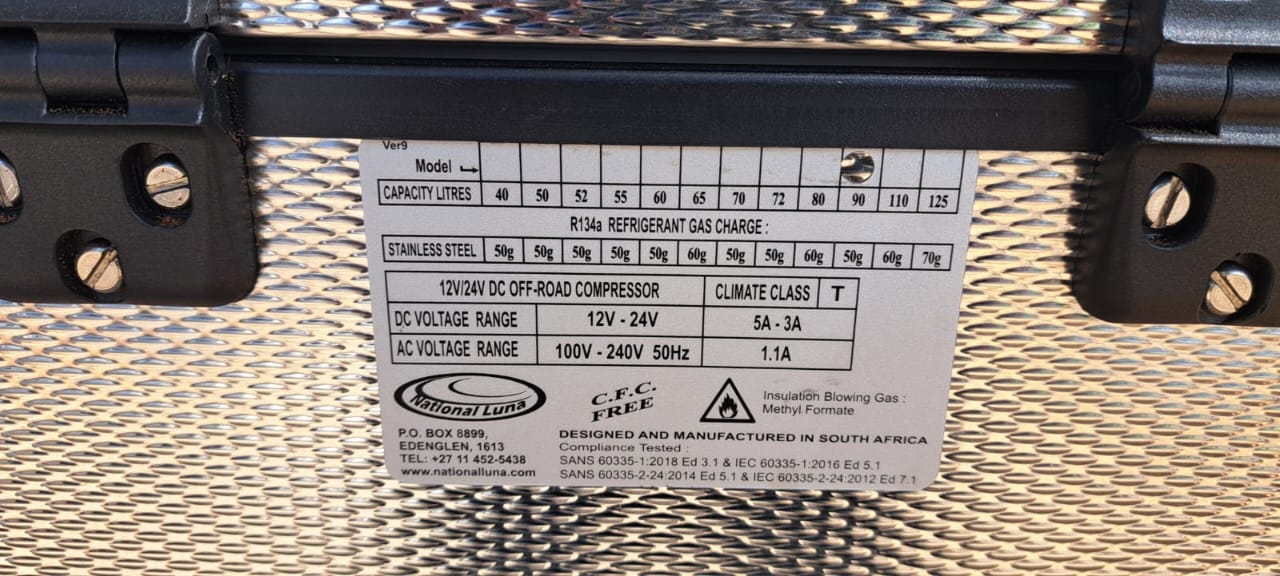 Ver9
Model
CAPACITY LITRES 40 50 52 55 60 65 70 72 80 90 110 125
R134a REFRIGERANT GAS CHARGE :
STAINLESS STEEL 50g 50g 50g 50g 50g 60g 50g 50g 60g 50g 60g 70g
12V/24V DC OFF-ROAD COMPRESSOR CLIMATE CLASS T
DC VOLTAGE RANGE 12V - 24V 5A - 3A
AC VOLTAGE RANGE 100V - 240V 50Hz 1.1A
National Luna
C.F.C.
FREE
Insulation Blowing Gas :
Methyl Formate
P.O. BOX 8899,
EDENGLEN, 1613
TEL: +27 11 452-5438
www.nationalluna.com
DESIGNED AND MANUFACTURED IN SOUTH AFRICA
Compliance Tested :
SANS 60335-1:2018 Ed 3.1 & IEC 60335-1:2016 Ed 5.1
SANS 60335-2-24:2014 Ed 5.1 & IEC 60335-2-24:2012 Ed 7.1